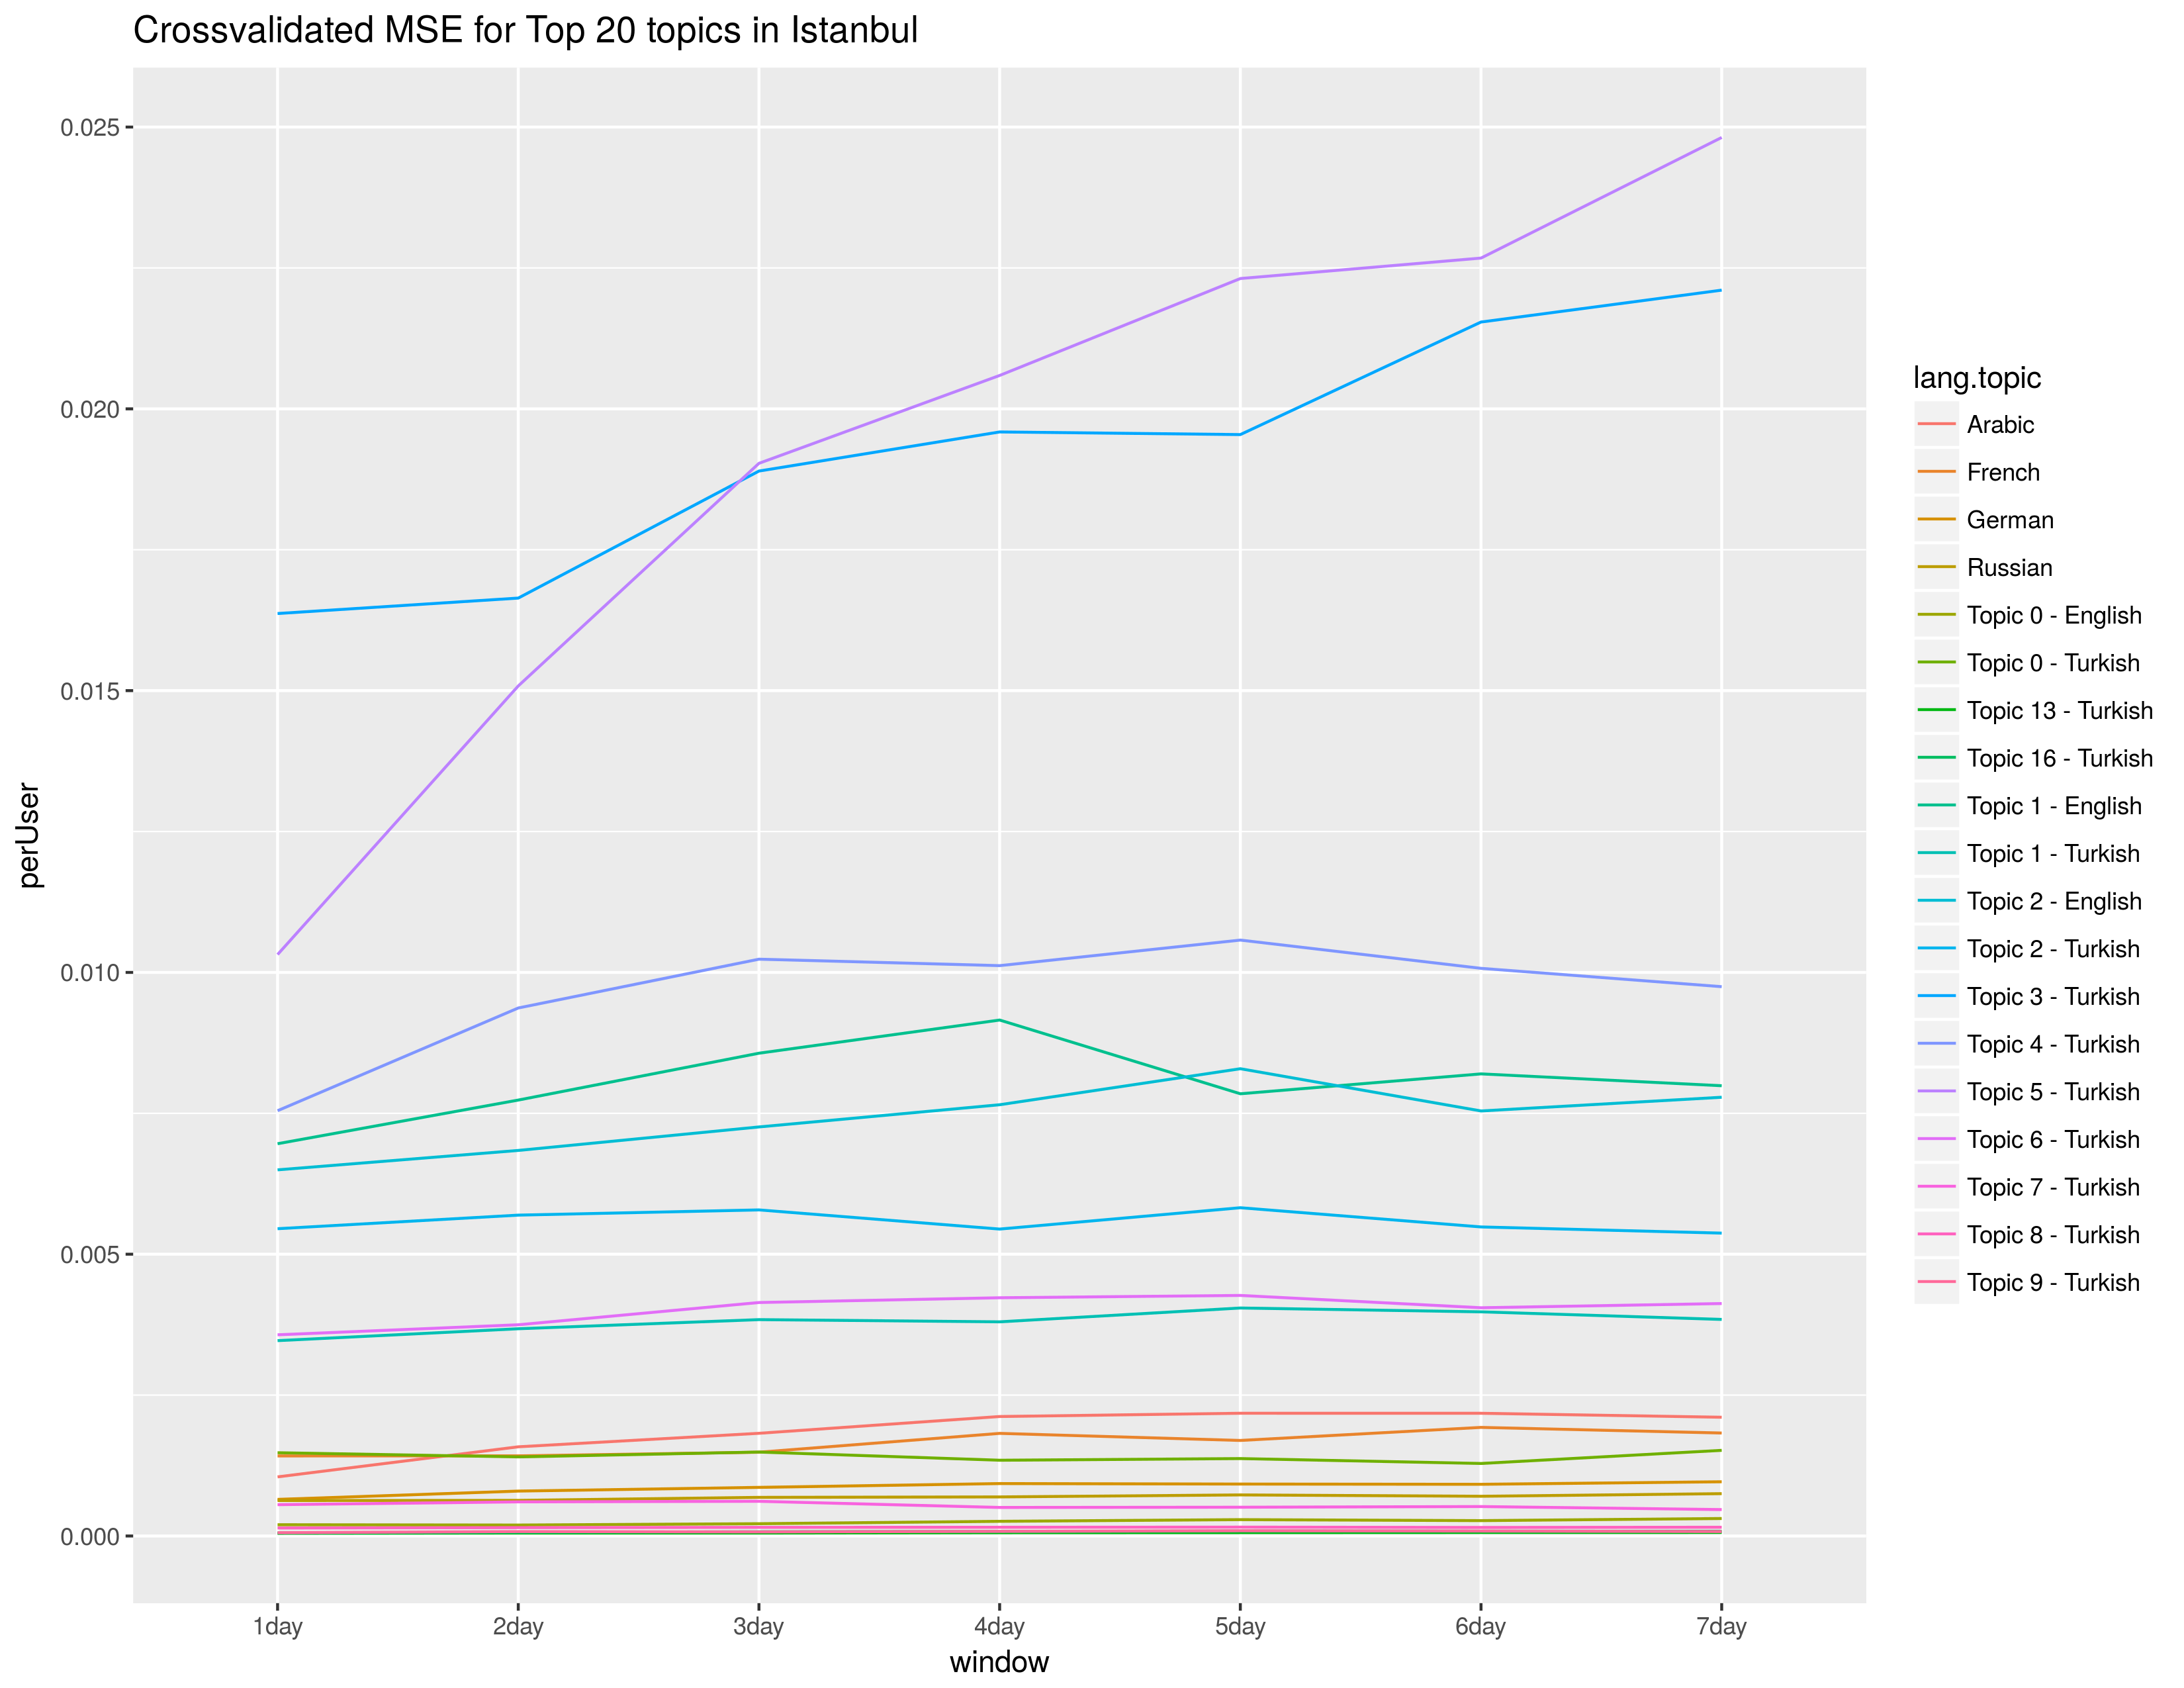 Crossvalidated MSE for Top 20 topics in Istanbul
0.025
0.020
0.015
0.010
0.005
0.000
perUser
1day 2day 3day 4day 5day 6day 7day
window
lang.topic
Arabic
French
German
Russian
Topic 0 - English
Topic 0 - Turkish
Topic 13 - Turkish
Topic 16 - Turkish
Topic 1 - English
Topic 1 - Turkish
Topic 2 - English
Topic 2 - Turkish
Topic 3 - Turkish
Topic 4 - Turkish
Topic 5 - Turkish
Topic 6 - Turkish
Topic 7 - Turkish
Topic 8 - Turkish
Topic 9 - Turkish